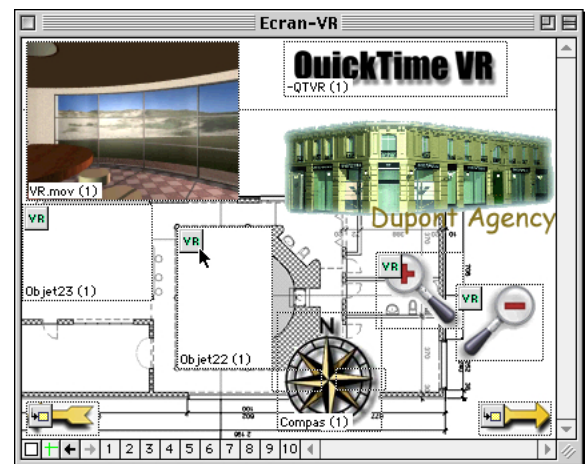 Ecran-VR
QuickTime VR
-QTVR (1)
VR.mov (1)
Dupont Agency
VR
VR
VR
VR
Objet23 (1)
Objet22 (1)
N
Compas (1)
1 2 3 4 5 6 7 8 9 10